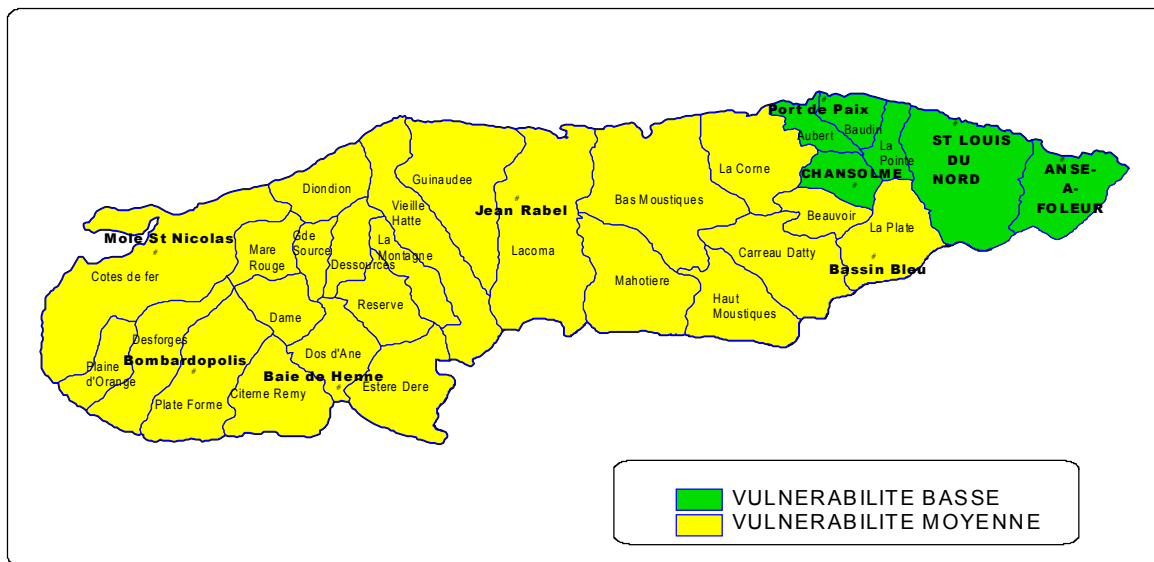 Port de Paix
Aubert
Baudin
La
Pointe
ST LOUIS
DU
NORD
ANSE-
A-
FOLEUR
CHANSOLME
La Corne
Beauvoir
La Plate
Bassin Bleu
Carreau Datty
Haut
Moustiques
Bas Moustiques
Mahotiere
Jean Rabel
Lacoma
Guinaudee
Vieille
Hatte
Diondion
La
Montagne
Gde
Source
Dessources
Mare
Rouge
Mole St Nicolas
Cotes de fer
Reserve
Dame
Desforges
Bombardopolis
Plaine
d'Orange
Plate Forme
Dos d'Ane
Baie de Henne
Citerne Remy
Estere Dere
VULNERABILITE BASSE
VULNERABILITE MOYENNE